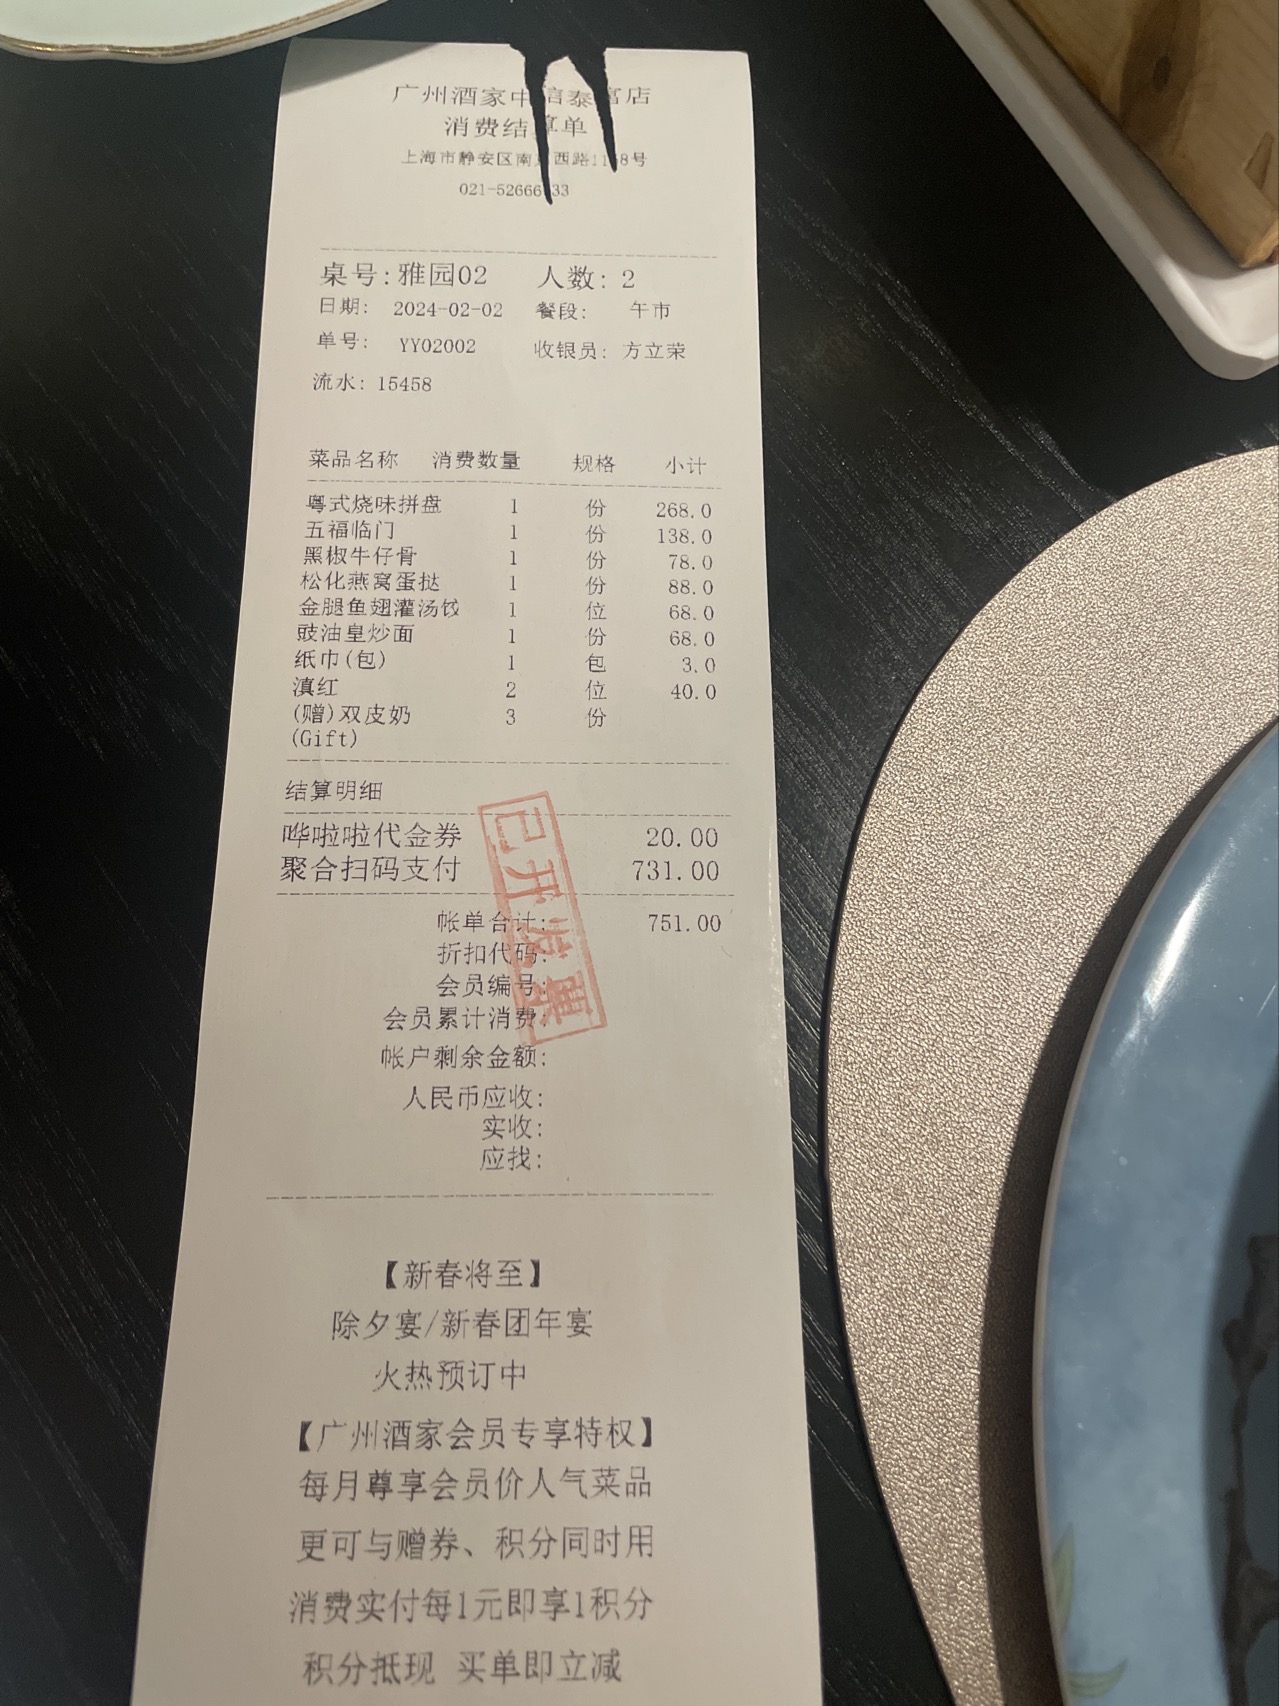 广州酒家中信泰富店
消费结算单
上海市静安区南 西路11 8号
021-52666 33
桌号:雅园02 人数: 2
日期: 2024-02-02 餐段: 午市
单号: YY02002 收银员: 方立荣
流水: 15458
菜品名称 消费数量 规格 小计
粤式烧味拼盘 1 份 268.0
五福临门 1 份 138.0
黑椒牛仔骨 1 份 78.0
松化燕窝蛋挞 1 份 88.0
金腿鱼翅灌汤饺 1 位 68.0
豉油皇炒面 1 份 68.0
纸巾(包) 1 包 3.0
滇红 2 位 40.0
(赠)双皮奶 3 份
(Gift)
结算明细
哗啦啦代金券 20.00
聚合扫码支付 731.00
已开发票
帐单合计: 751.00
折扣代码:
会员编号:
会员累计消费:
帐户剩余金额:
人民币应收:
实收:
应找:
【新春将至】
除夕宴/新春团年宴
火热预订中
【广州酒家会员专享特权】
每月尊享会员价人气菜品
更可与赠券、积分同时用
消费实付每1元即享1积分
积分抵现 买单即立减